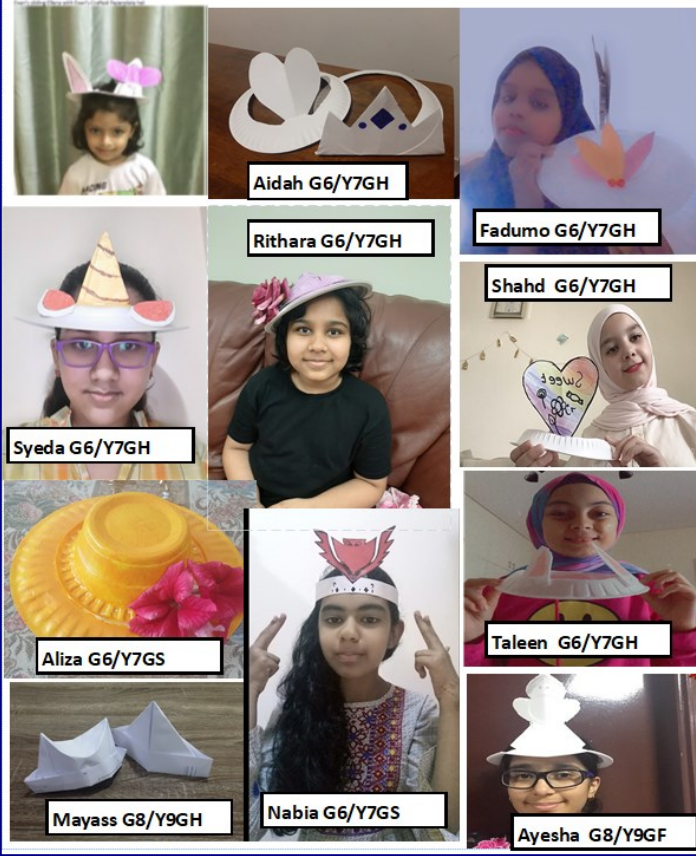 Aidah G6/Y7GH
Fadumo G6/Y7GH
Rithara G6/Y7GH
Shahd G6/Y7GH
Sweet
Syeda G6/Y7GH
Aliza G6/Y7GS
Taleen G6/Y7GH
Mayass G8/Y9GH
Nabia G6/Y7GS
Ayesha G8/Y9GF